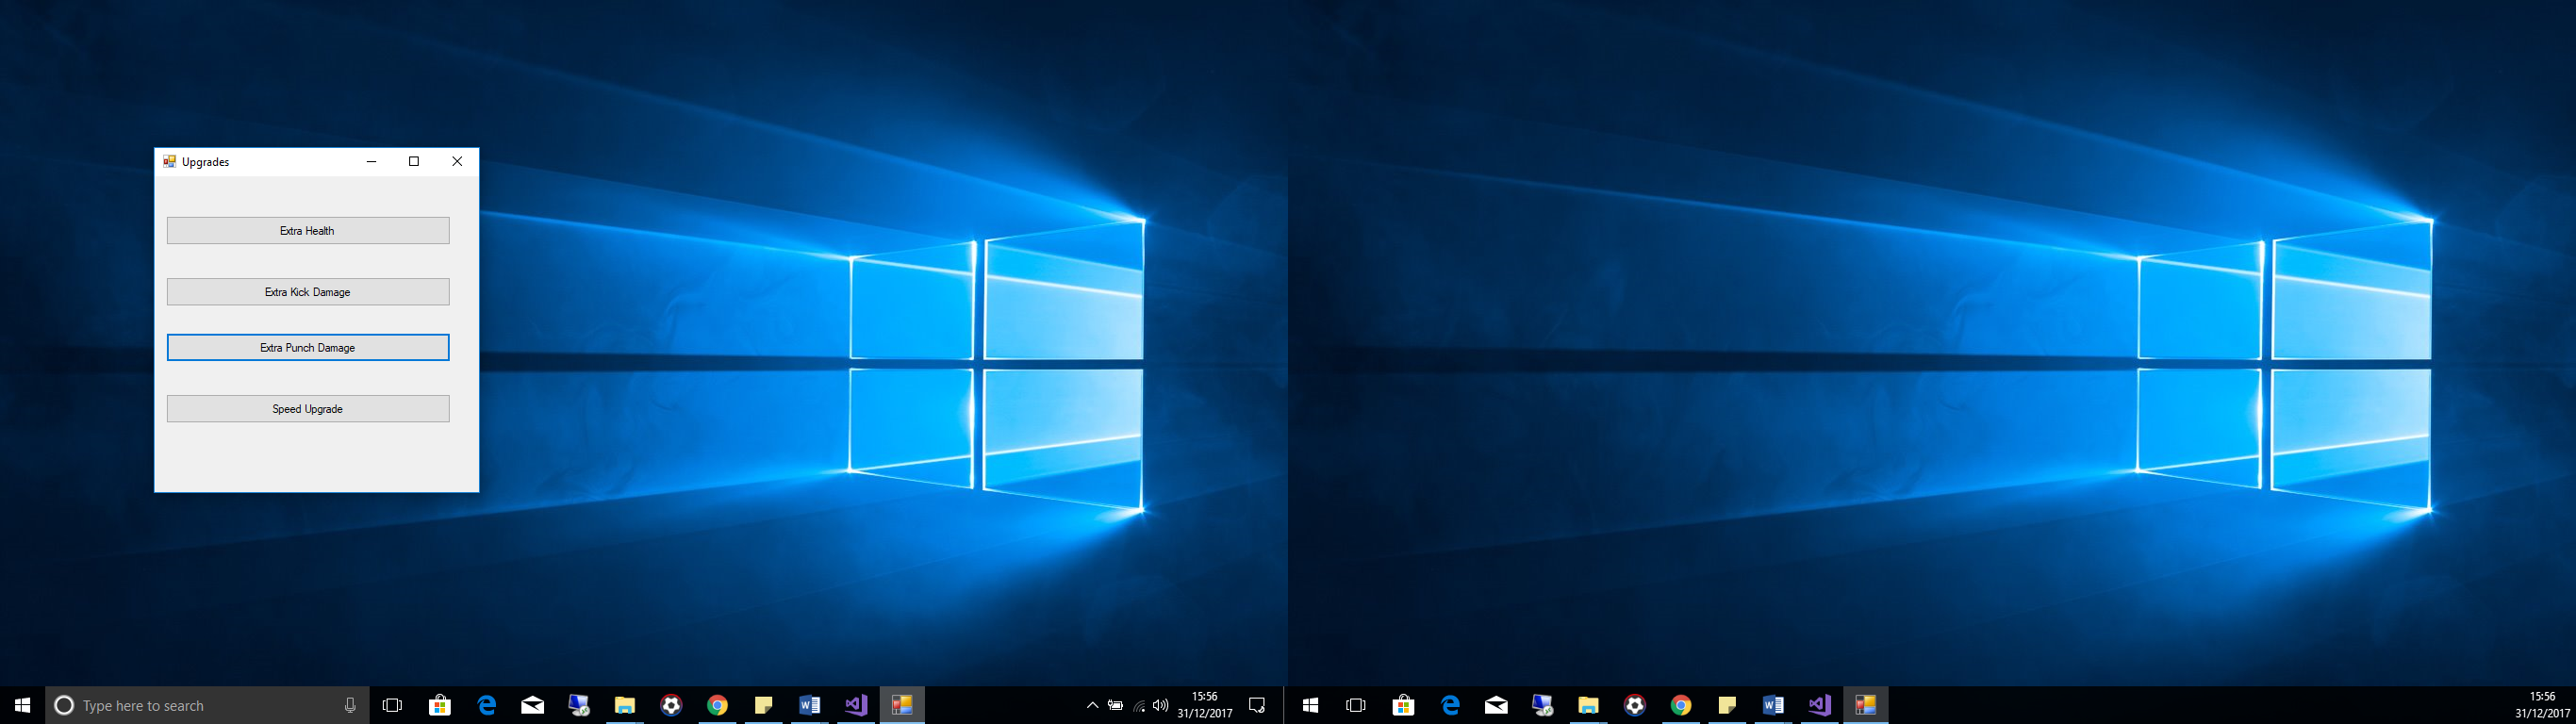 Upgrades
Extra Health
Extra Kick Damage
Extra Punch Damage
Speed Upgrade
Type here to search
15:56
31/12/2017
15:56
31/12/2017